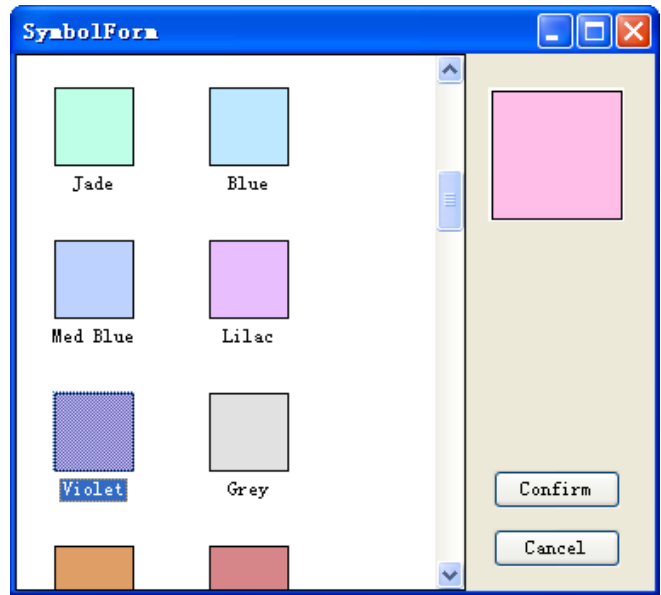 SymbolForm
Jade
Blue
Med Blue
Lilac
Violet
Grey
Confirm
Cancel